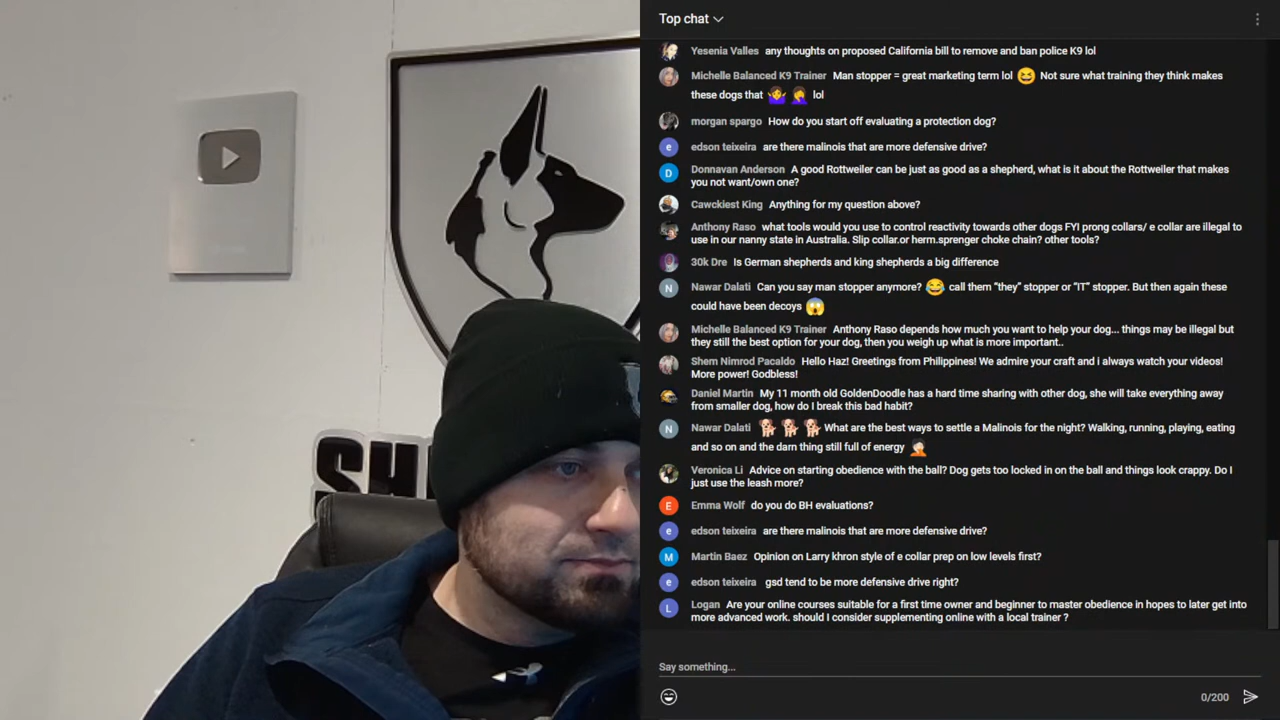 Top chat
Yesenia Valles any thoughts on proposed California bill to remove and ban police K9 lol
Michelle Balanced K9 Trainer Man stopper = great marketing term lol 😆 Not sure what training they think makes
these dogs that 🤷‍♀️ 🤦‍♀️ lol
morgan spargo How do you start off evaluating a protection dog?
e edson teixeira are there malinois that are more defensive drive?
D Donnavan Anderson A good Rottweiler can be just as good as a shepherd, what is it about the Rottweiler that makes
you not want/own one?
Cawckiest King Anything for my question above?
Anthony Raso what tools would you use to control reactivity towards other dogs FYI prong collars/ e collar are illegal to
use in our nanny state in Australia. Slip collar.or herm.sprenger choke chain? other tools?
30k Dre Is German shepherds and king shepherds a big difference
N Nawar Dalati Can you say man stopper anymore? 😂 call them "they" stopper or "IT" stopper. But then again these
could have been decoys 😱
Michelle Balanced K9 Trainer Anthony Raso depends how much you want to help your dog... things may be illegal but
they still the best option for your dog, then you weigh up what is more important..
Shem Nimrod Pacaldo Hello Haz! Greetings from Philippines! We admire your craft and i always watch your videos!
More power! Godbless!
Daniel Martin My 11 month old GoldenDoodle has a hard time sharing with other dog, she will take everything away
from smaller dog, how do I break this bad habit?
N Nawar Dalati 🐕 🐕 🐕 What are the best ways to settle a Malinois for the night? Walking, running, playing, eating
and so on and the darn thing still full of energy 🤦🏻
Veronica Li Advice on starting obedience with the ball? Dog gets too locked in on the ball and things look crappy. Do I
just use the leash more?
E Emma Wolf do you do BH evaluations?
e edson teixeira are there malinois that are more defensive drive?
M Martin Baez Opinion on Larry khron style of e collar prep on low levels first?
e edson teixeira gsd tend to be more defensive drive right?
L Logan Are your online courses suitable for a first time owner and beginner to master obedience in hopes to later get into
more advanced work. should I consider supplementing online with a local trainer ?
Say something...
0/200
SH